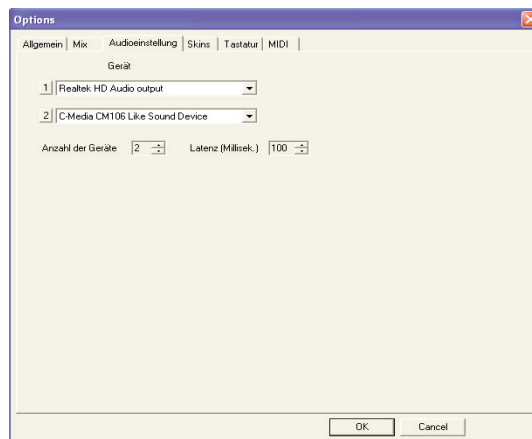 Options
Allgemein Mix Audioeinstellung Skins Tastatur MIDI
Gerät
1 Realtek HD Audio output
2 C-Media CM106 Like Sound Device
Anzahl der Geräte 2 Latenz (Millisek.) 100
OK Cancel